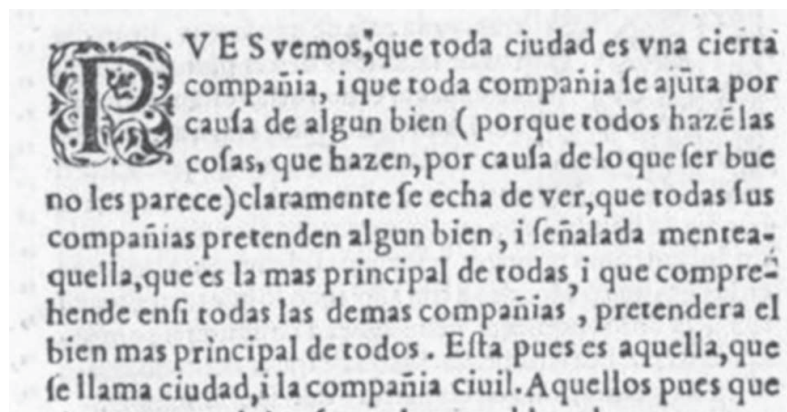 PVES vemos, que toda ciudad es vna cierta
compañia, i que toda compañia ſe ajũta por
cauſa de algun bien ( porque todos hazẽ las
coſas, que hazen, por cauſa de lo que ſer bue
no les parece) claramente ſe echa de ver, que todas ſus
compañias pretenden algun bien, i ſeñalada mentea-
quella, que es la mas principal de todas, i que compre-
hende enſi todas las demas compañias, pretendera el
bien mas principal de todos. Eſta pues es aquella, que
ſe llama ciudad, i la compañia ciuil. Aquellos pues que